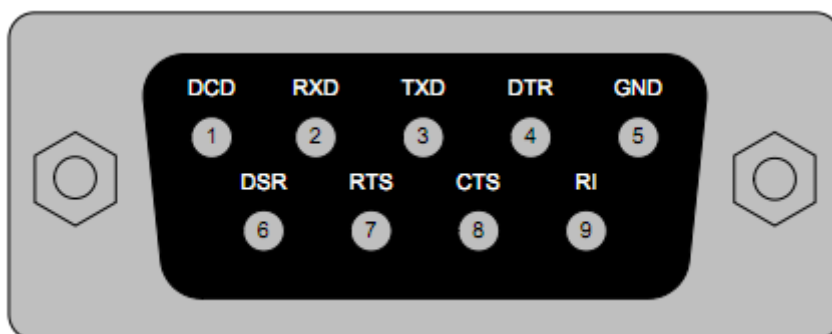 DCD RXD TXD DTR GND
1 2 3 4 5
DSR RTS CTS RI
6 7 8 9